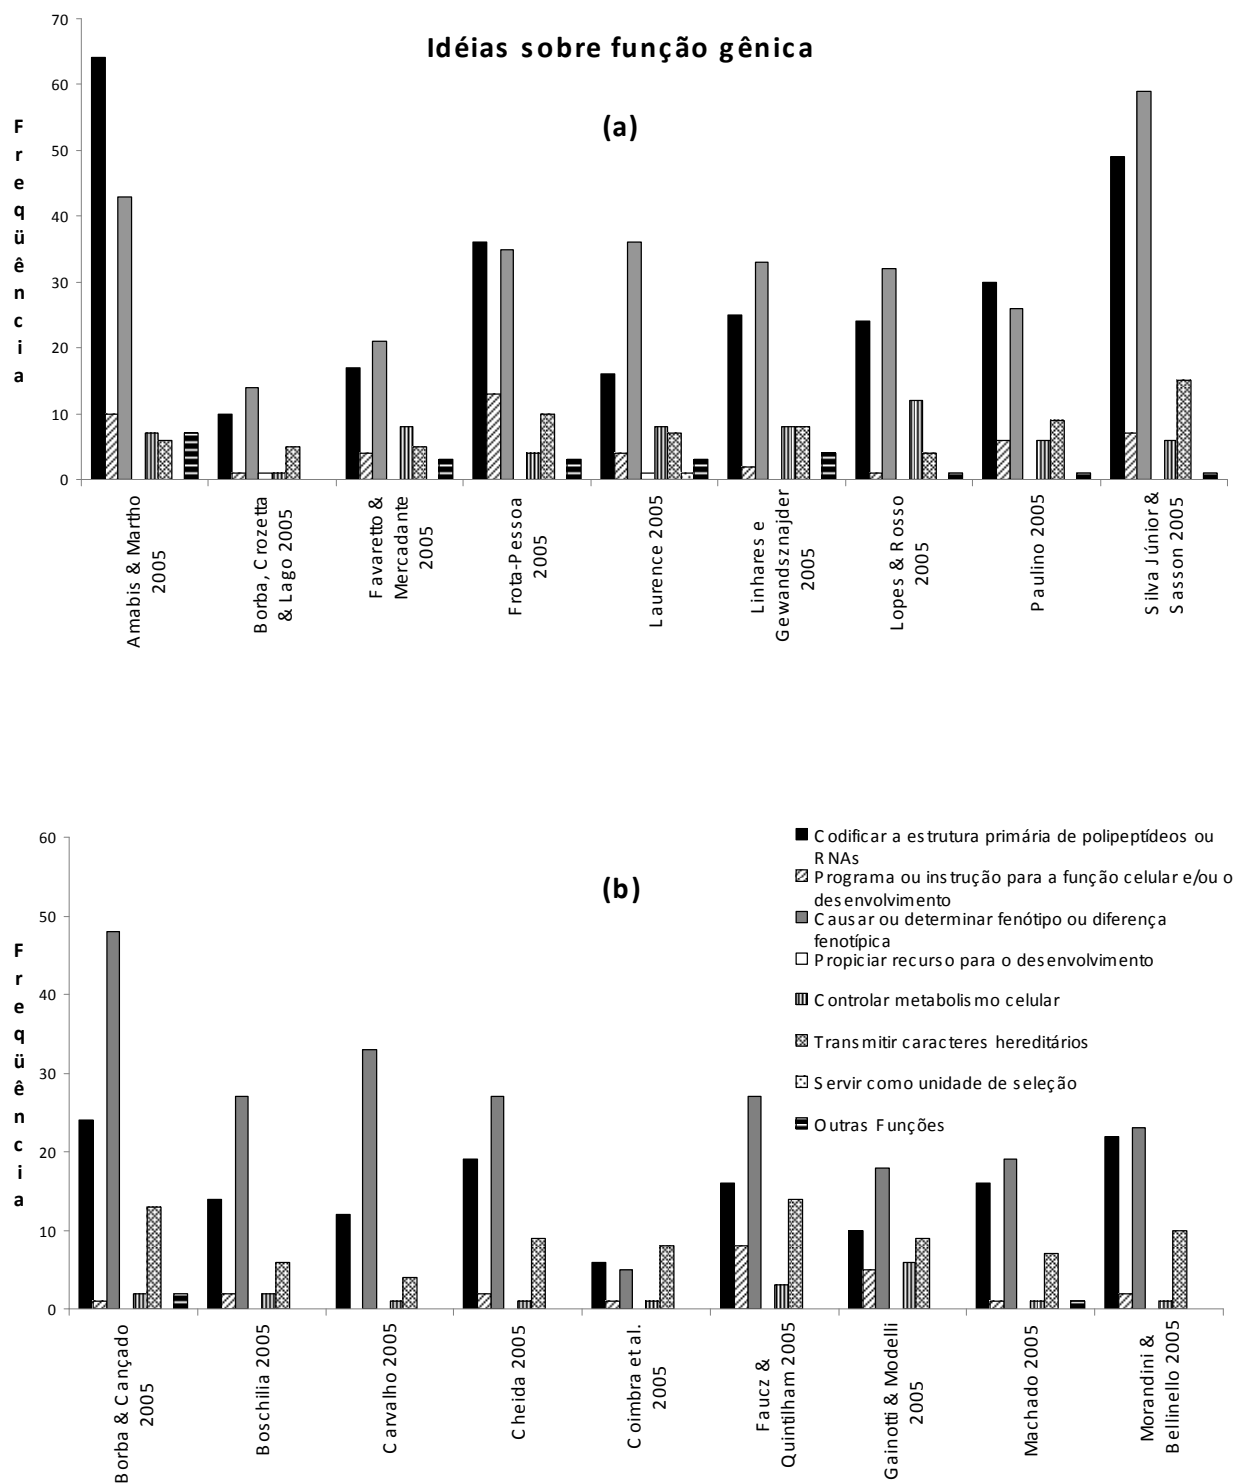 Idéias sobre função gênica
(a)
Freqüência
70
60
50
40
30
20
10
0
Amabis & Martho
2005
Borba, Crozetta
& Lago 2005
Favaretto &
Mercadante
2005
Frota-Pessoa
2005
Laurence 2005
Linhares e
Gewandsznajder
2005
Lopes & Rosso
2005
Paulino 2005
Silva Júnior &
Sasson 2005
(b)
Freqüência
60
50
40
30
20
10
0
Codificar a estrutura primária de polipeptídeos ou
RNAs
Programa ou instrução para a função celular e/ou o
desenvolvimento
Causar ou determinar fenótipo ou diferença
fenotípica
Propiciar recurso para o desenvolvimento
Controlar metabolismo celular
Transmitir caracteres hereditários
Servir como unidade de seleção
Outras Funções
Borba & Cançado
2005
Boschilia 2005
Carvalho 2005
Cheida 2005
Coimbra et al.
2005
Faucz &
Quintilham 2005
Gainotti & Modelli
2005
Machado 2005
Morandini &
Bellinello 2005